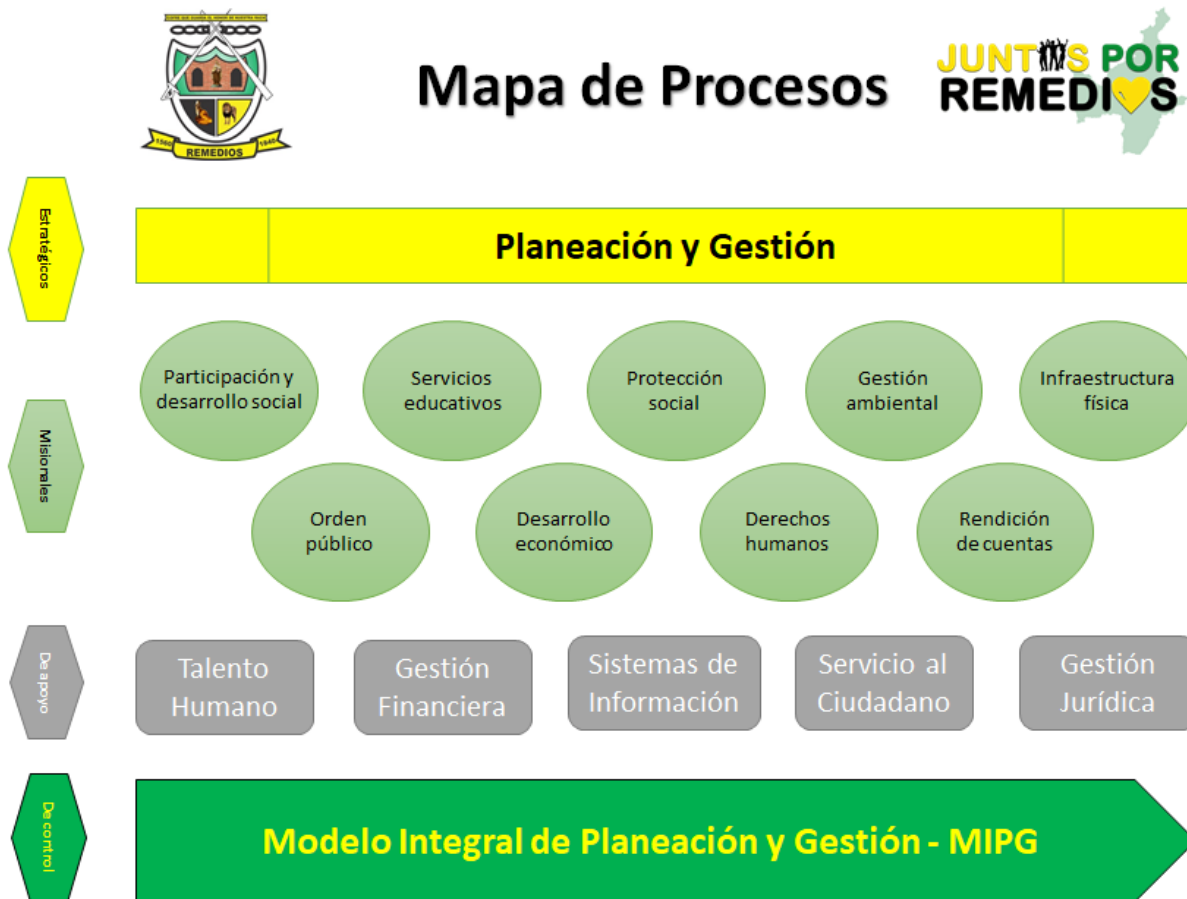 REMEDIOS
1560
1840
Mapa de Procesos
JUNTOS POR
REMEDIOS
Estratégicos
Planeación y Gestión
Misionales
Participación y
desarrollo social
Servicios
educativos
Protección
social
Gestión
ambiental
Infraestructura
física
Orden
público
Desarrollo
económico
Derechos
humanos
Rendición
de cuentas
De apoyo
Talento
Humano
Gestión
Financiera
Sistemas de
Información
Servicio al
Ciudadano
Gestión
Jurídica
De control
Modelo Integral de Planeación y Gestión - MIPG